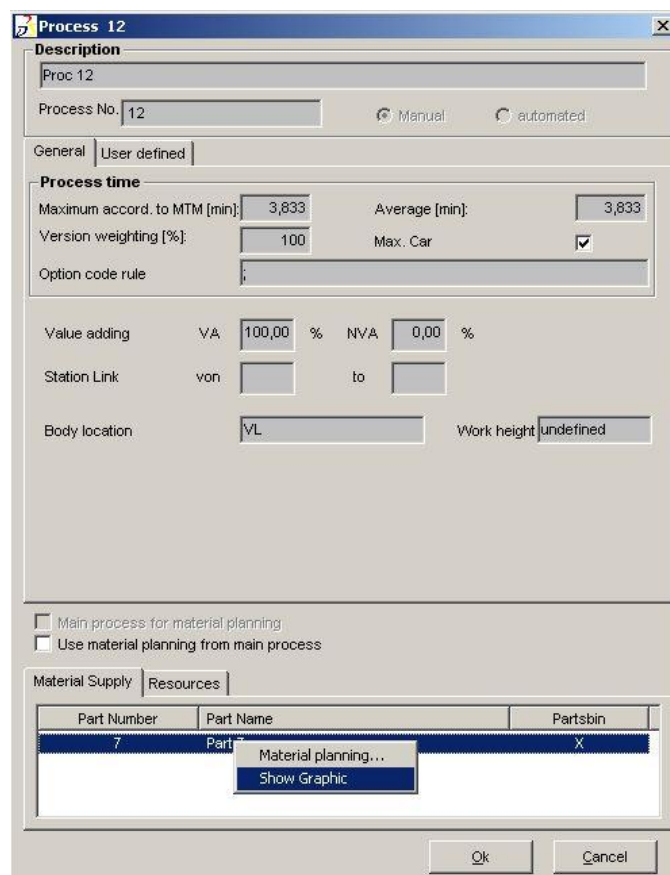 Process 12
Description
Proc 12
Process No. 12 Manual automated
General User defined
Process time
Maximum accord. to MTM [min]: 3,833 Average [min]: 3,833
Version weighting [%]: 100 Max. Car
Option code rule ;
Value adding VA 100,00 % NVA 0,00 %
Station Link von to
Body location VL Work height undefined
Main process for material planning
Use material planning from main process
Material Supply Resources
Part Number Part Name Partsbin
7 Part X
Material planning...
Show Graphic
Ok Cancel